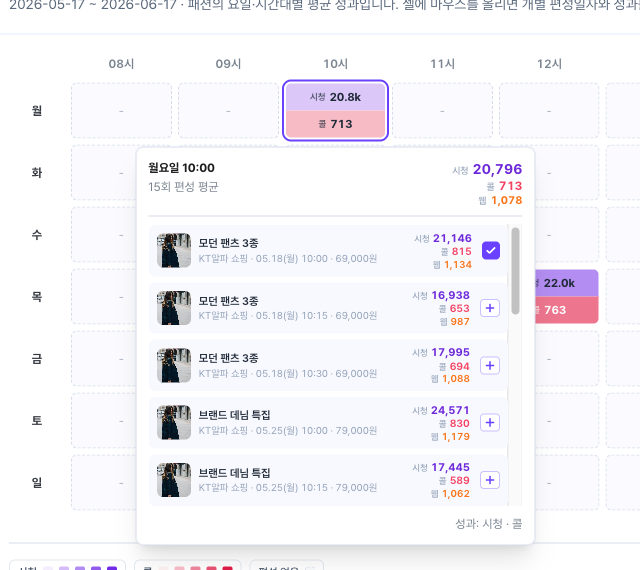 2026-05-17 ~ 2026-06-17 · 패션의 요일·시간대별 평균 성과입니다. 셀에 마우스를 올리면 개별 편성일자와 성과를
08시 09시 10시 11시 12시
월 - - 시청 20.8k - -
콜 713
화 -
월요일 10:00 시청 20,796
15회 편성 평균 콜 713
웹 1,078
수 -
모던 팬츠 3종 시청 21,146
KT알파 쇼핑 · 05.18(월) 10:00 · 69,000원 콜 815
웹 1,134
목 - 22.0k
763
모던 팬츠 3종 시청 16,938
KT알파 쇼핑 · 05.18(월) 10:15 · 69,000원 콜 653
웹 987
금 - -
모던 팬츠 3종 시청 17,995
KT알파 쇼핑 · 05.18(월) 10:30 · 69,000원 콜 694
웹 1,088
토 - -
브랜드 데님 특집 시청 24,571
KT알파 쇼핑 · 05.25(월) 10:00 · 79,000원 콜 830
웹 1,179
일 - -
브랜드 데님 특집 시청 17,445
KT알파 쇼핑 · 05.25(월) 10:15 · 79,000원 콜 589
웹 1,062
성과: 시청 · 콜